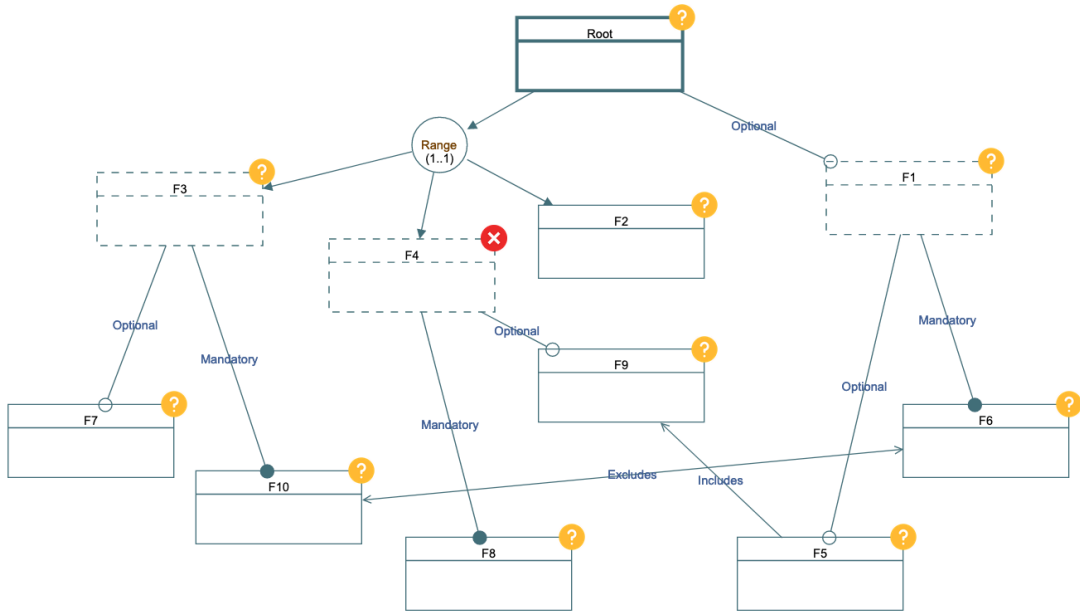 ?
Root
Optional
Range
(1..1)
?
F3
?
F1
?
F2
F4
Optional
Mandatory
Optional
Mandatory
?
F9
Mandatory
Optional
?
F7
Mandatory
?
F6
?
F10
Excludes
Includes
?
F8
?
F5